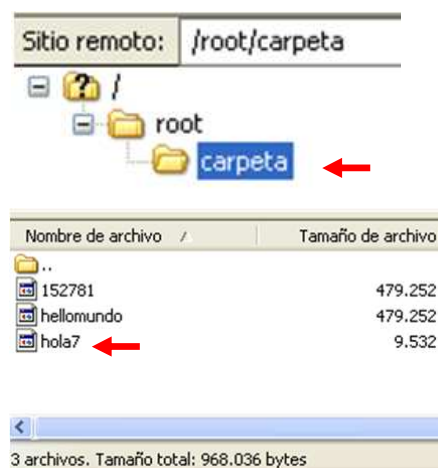 Sitio remoto: /root/carpeta
/
root
carpeta
Nombre de archivo / Tamaño de archivo
..
152781 479.252
hellomundo 479.252
hola7 9.532
3 archivos. Tamaño total: 968.036 bytes